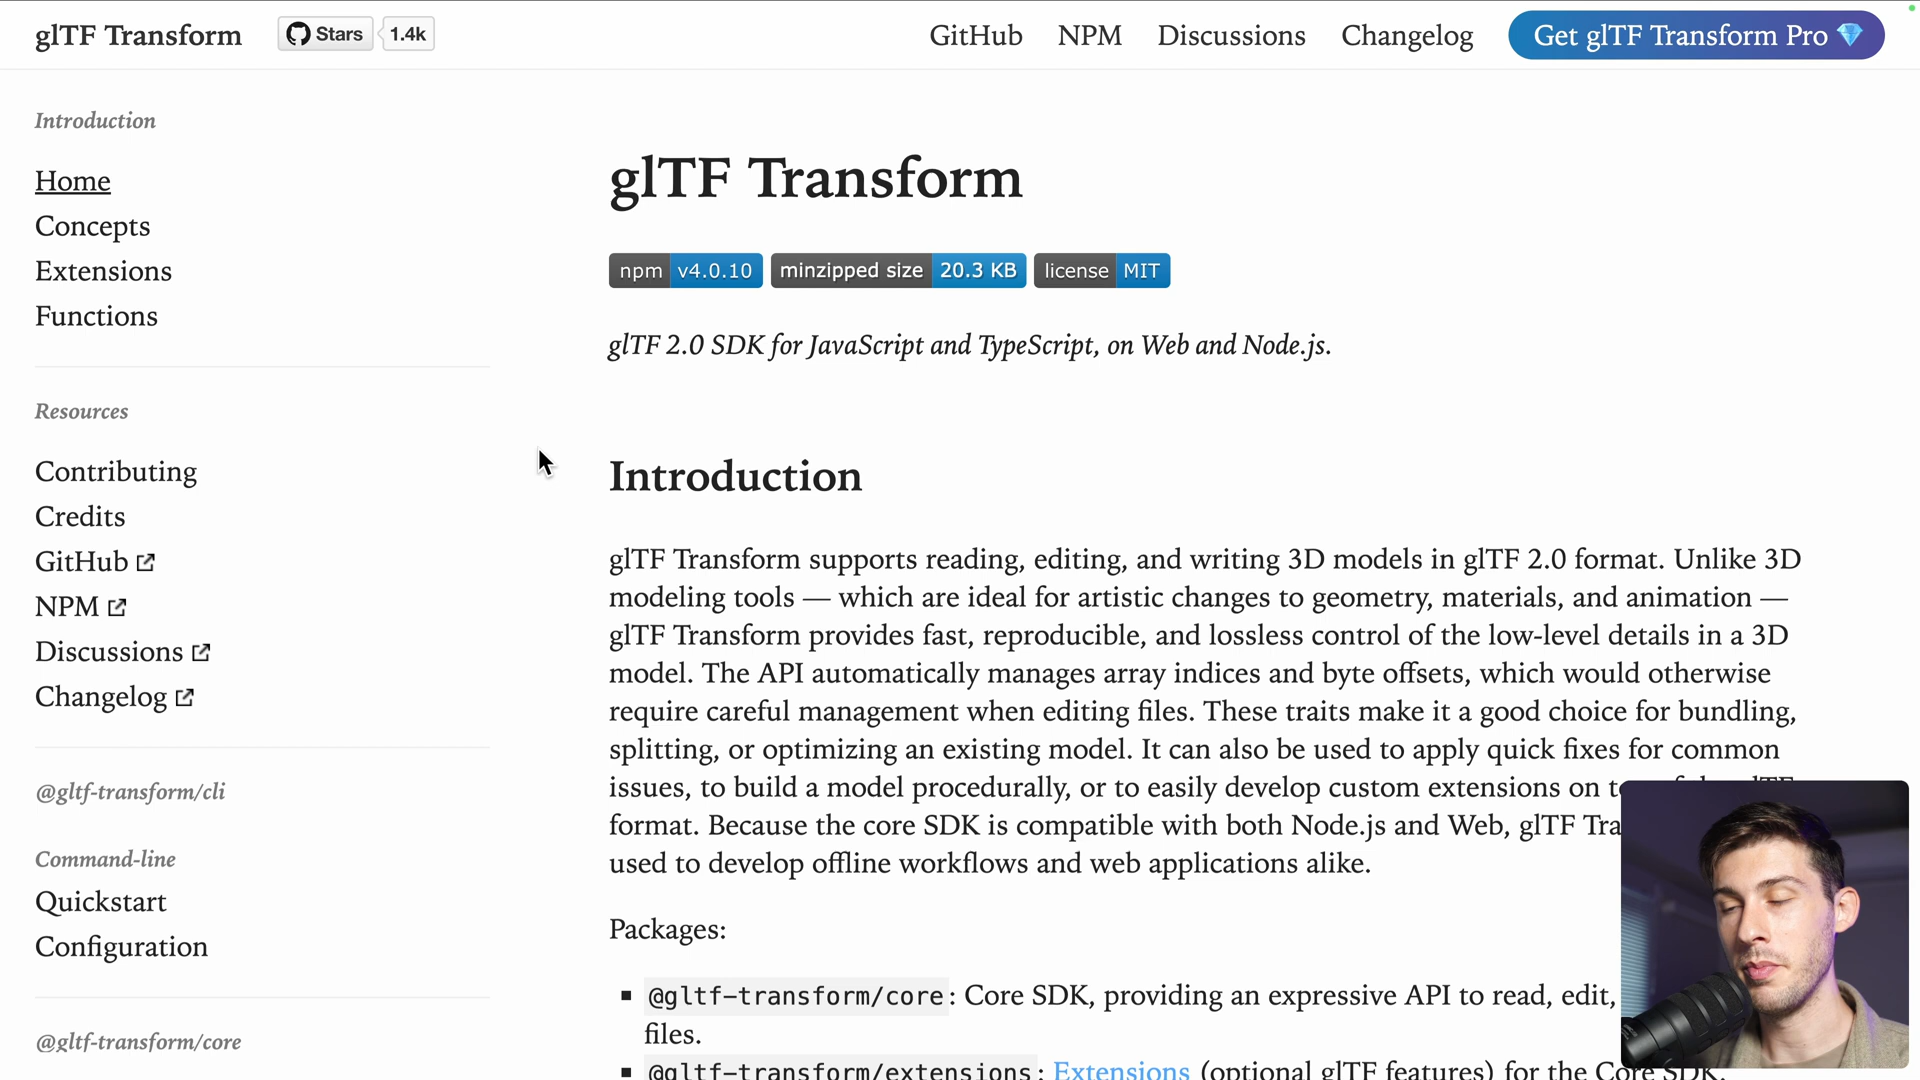 glTF Transform
Stars
1.4k
GitHub
NPM
Discussions
Changelog
Get glTF Transform Pro 💎
Introduction
Home
Concepts
Extensions
Functions
Resources
Contributing
Credits
GitHub
NPM
Discussions
Changelog
@gltf-transform/cli
Command-line
Quickstart
Configuration
@gltf-transform/core
glTF Transform
npm v4.0.10
minzipped size 20.3 KB
license MIT
glTF 2.0 SDK for JavaScript and TypeScript, on Web and Node.js.
Introduction
glTF Transform supports reading, editing, and writing 3D models in glTF 2.0 format. Unlike 3D
modeling tools — which are ideal for artistic changes to geometry, materials, and animation —
glTF Transform provides fast, reproducible, and lossless control of the low-level details in a 3D
model. The API automatically manages array indices and byte offsets, which would otherwise
require careful management when editing files. These traits make it a good choice for bundling,
splitting, or optimizing an existing model. It can also be used to apply quick fixes for common
issues, to build a model procedurally, or to easily develop custom extensions on
format. Because the core SDK is compatible with both Node.js and Web, glTF
used to develop offline workflows and web applications alike.
Packages:
@gltf-transform/core: Core SDK, providing an expressive API to read, edit,
files.
@gltf-transform/extensions: Extensions (optional glTF features) for the Core SDK.